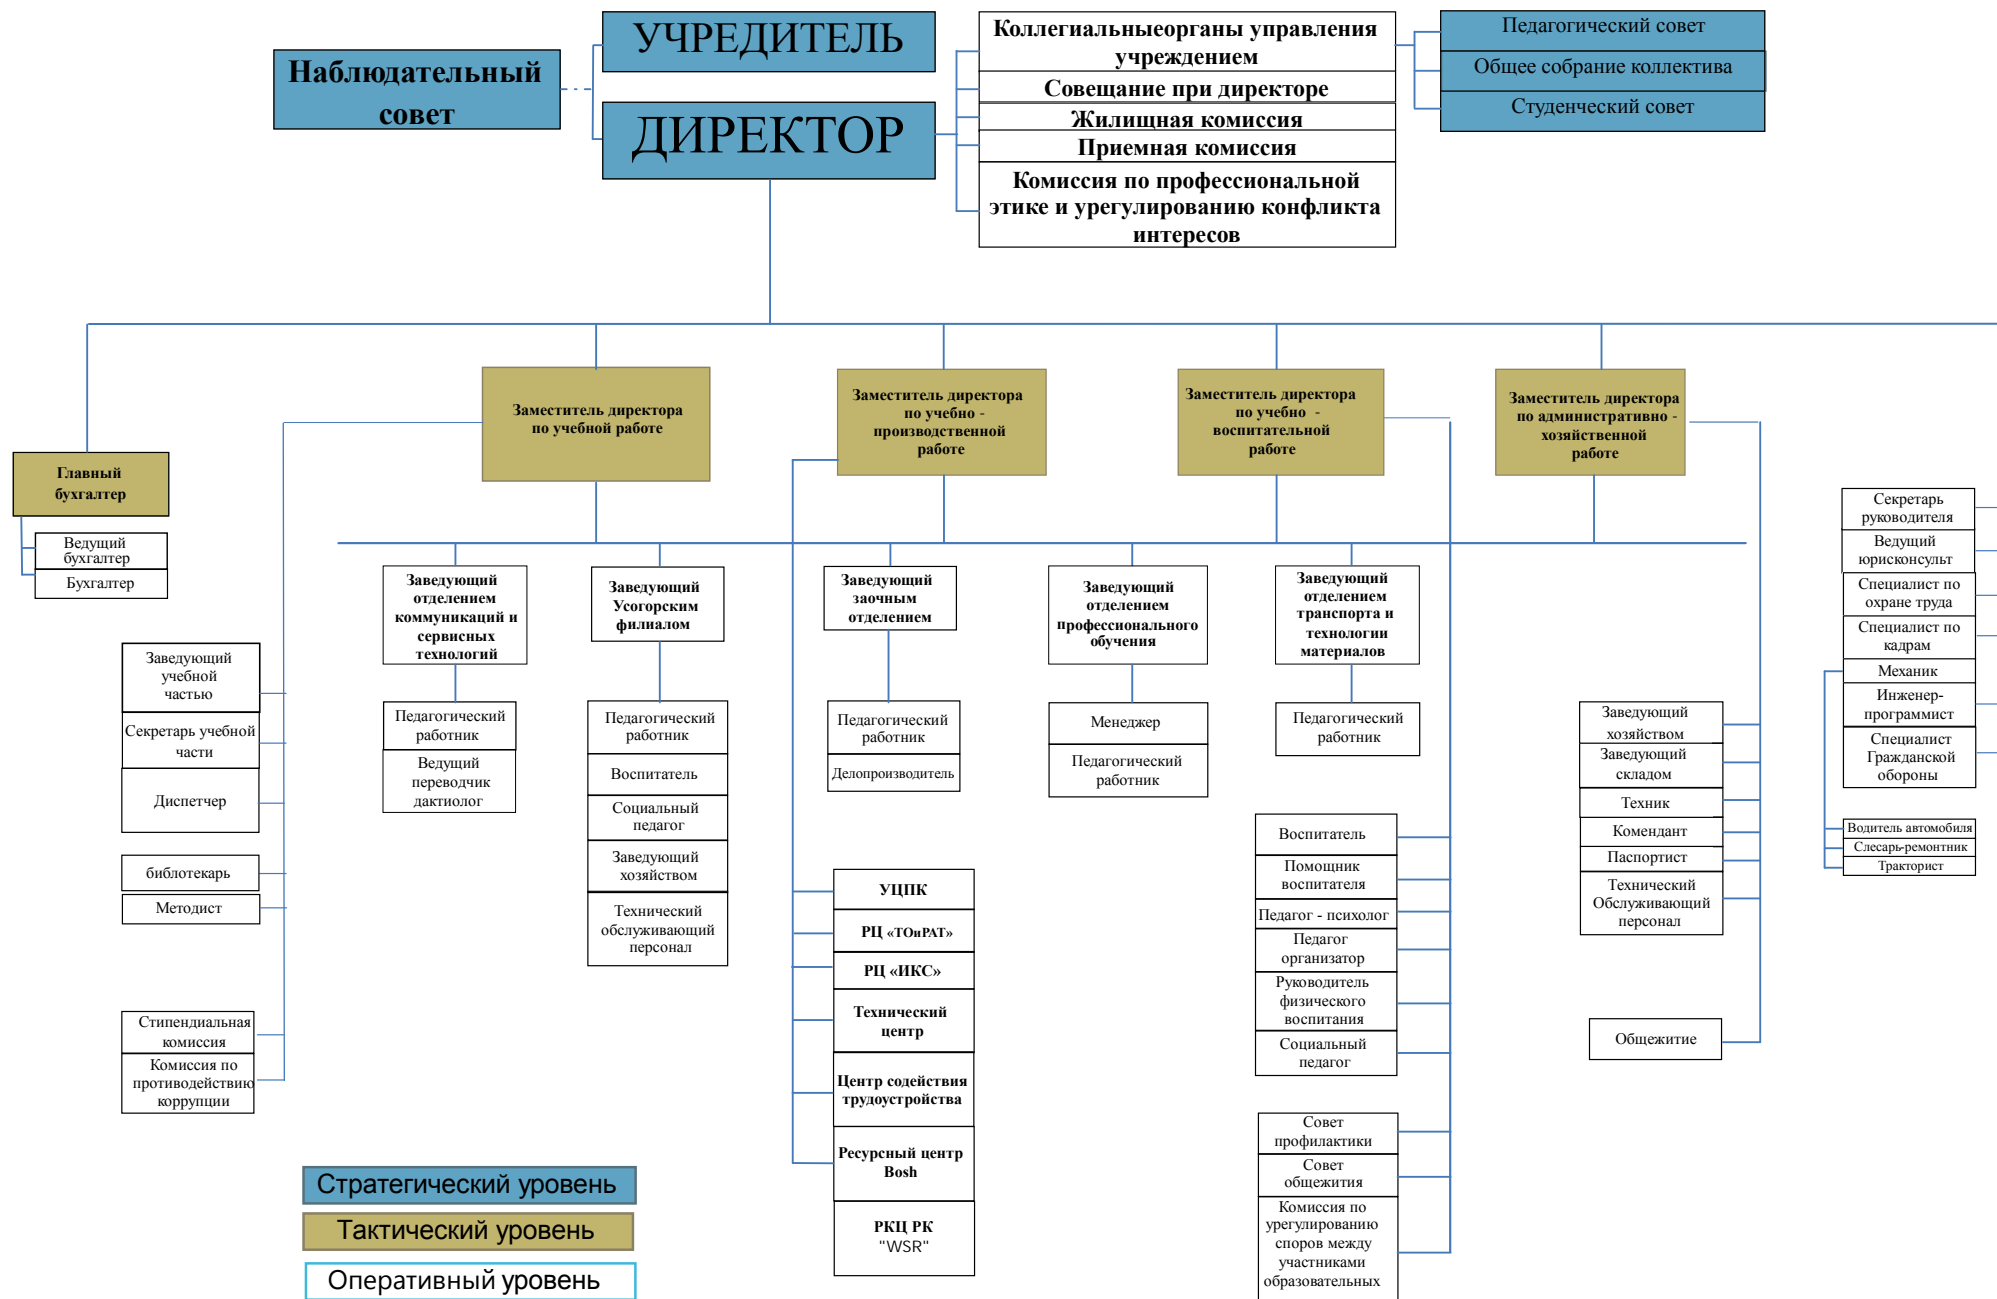 Наблюдательный
совет
УЧРЕДИТЕЛЬ
ДИРЕКТОР
Коллегиальныеорганы управления
учреждением
Совещание при директоре
Жилищная комиссия
Приемная комиссия
Комиссия по профессиональной
этике и урегулированию конфликта
интересов
Педагогический совет
Общее собрание коллектива
Студенческий совет
Главный
бухгалтер
Ведущий
бухгалтер
Бухгалтер
Заместитель директора
по учебной работе
Заместитель директора
по учебно -
производственной
работе
Заместитель директора
по учебно - 
воспитательной
работе
Заместитель директора
по административно -
хозяйственной
работе
Заведующий
отделением
коммуникаций и
сервисных
технологий
Заведующий
Усогорским
филиалом
Заведующий
заочным
отделением
Заведующий
отделением
профессионального
обучения
Заведующий
отделением
транспорта и
технологии
материалов
Заведующий
учебной
частью
Секретарь учебной
части
Диспетчер
библотекарь
Методист
Стипендиальная
комиссия
Комиссия по
противодействию
коррупции
Педагогический
работник
Ведущий
переводчик
дактиолог
Педагогический
работник
Воспитатель
Социальный
педагог
Заведующий
хозяйством
Технический
обслуживающий
персонал
Педагогический
работник
Делопроизводитель
УЦПК
РЦ «ТОиРАТ»
РЦ «ИКС»
Технический
центр
Центр содействия
трудоустройства
Ресурсный центр
Bosh
РКЦ РК
"WSR"
Менеджер
Педагогический
работник
Педагогический
работник
Воспитатель
Помощник
воспитателя
Педагог - психолог
Педагог
организатор
Руководитель
физического
воспитания
Социальный
педагог
Совет
профилактики
Совет
общежития
Комиссия по
урегулированию
споров между
участниками
образовательных
Заведующий
хозяйством
Заведующий
складом
Техник
Комендант
Паспортист
Технический
Обслуживающий
персонал
Общежитие
Секретарь
руководителя
Ведущий
юрисконсульт
Специалист по
охране труда
Специалист по
кадрам
Механик
Инженер-
программист
Специалист
Гражданской
обороны
Водитель автомобиля
Слесарь-ремонтник
Тракторист
Стратегический уровень
Тактический уровень
Оперативный уровень